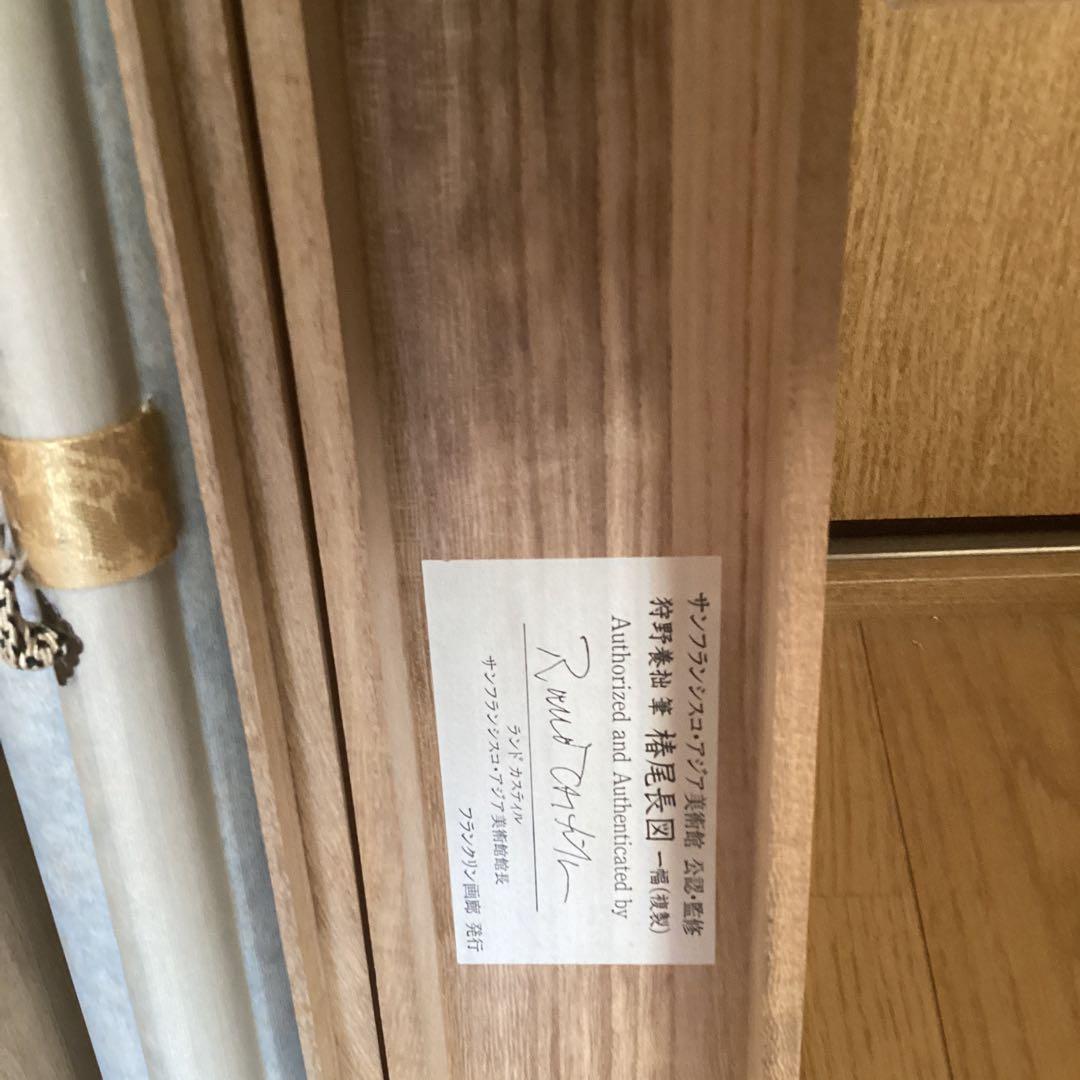 サンフランシスコ・アジア美術館 公認・監修
狩野養拙 筆 椿尾長図 一幅(複製)
Authorized and Authenticated by
Rand Castile
ランド カスティル
サンフランシスコ・アジア美術館館長
フランクリン画廊 発行